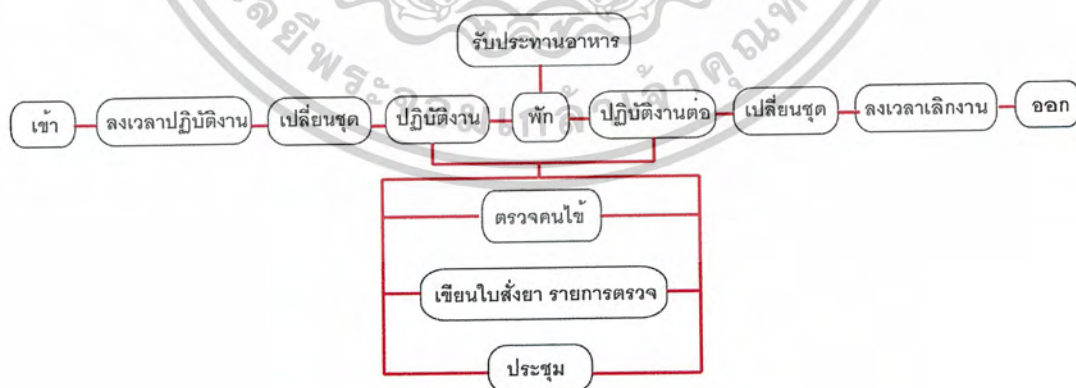 รับประทานอาหาร
เข้า ลงเวลาปฏิบัติงาน เปลี่ยนชุด ปฏิบัติงาน พัก ปฏิบัติงานต่อ เปลี่ยนชุด ลงเวลาเลิกงาน ออก
ตรวจคนไข้
เขียนใบสั่งยา รายการตรวจ
ประชุม